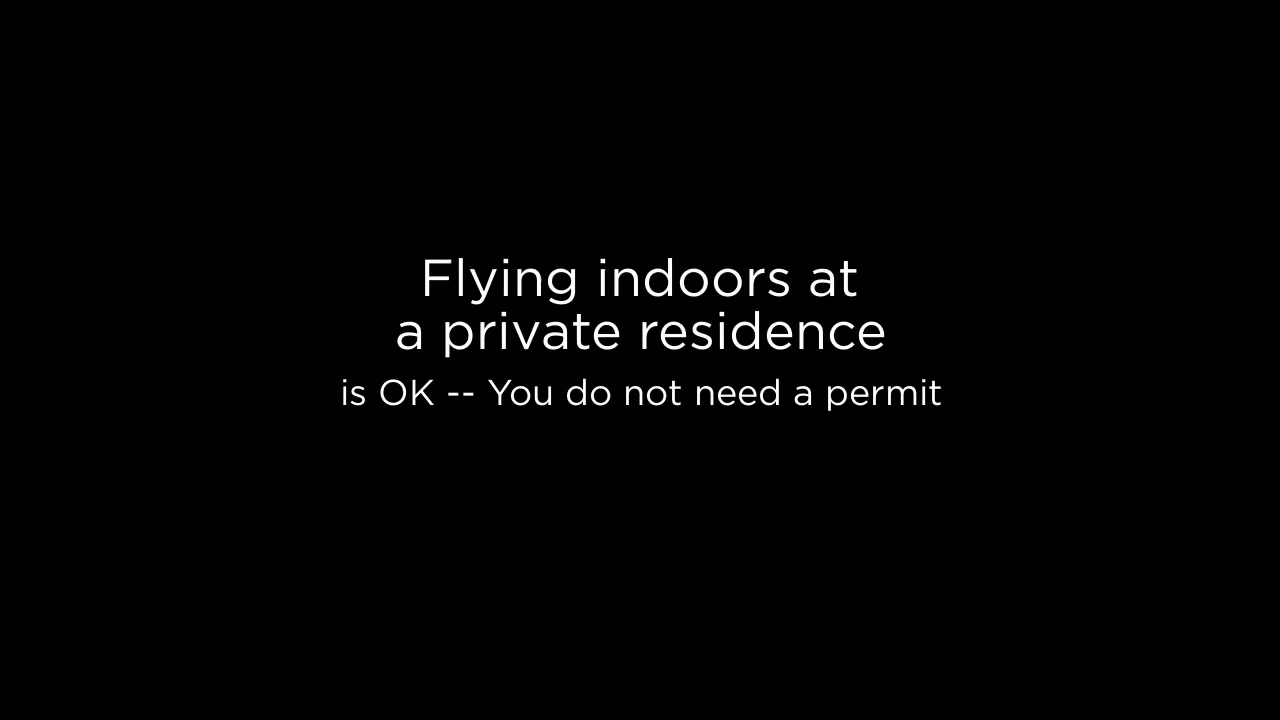 Flying indoors at
a private residence
is OK -- You do not need a permit